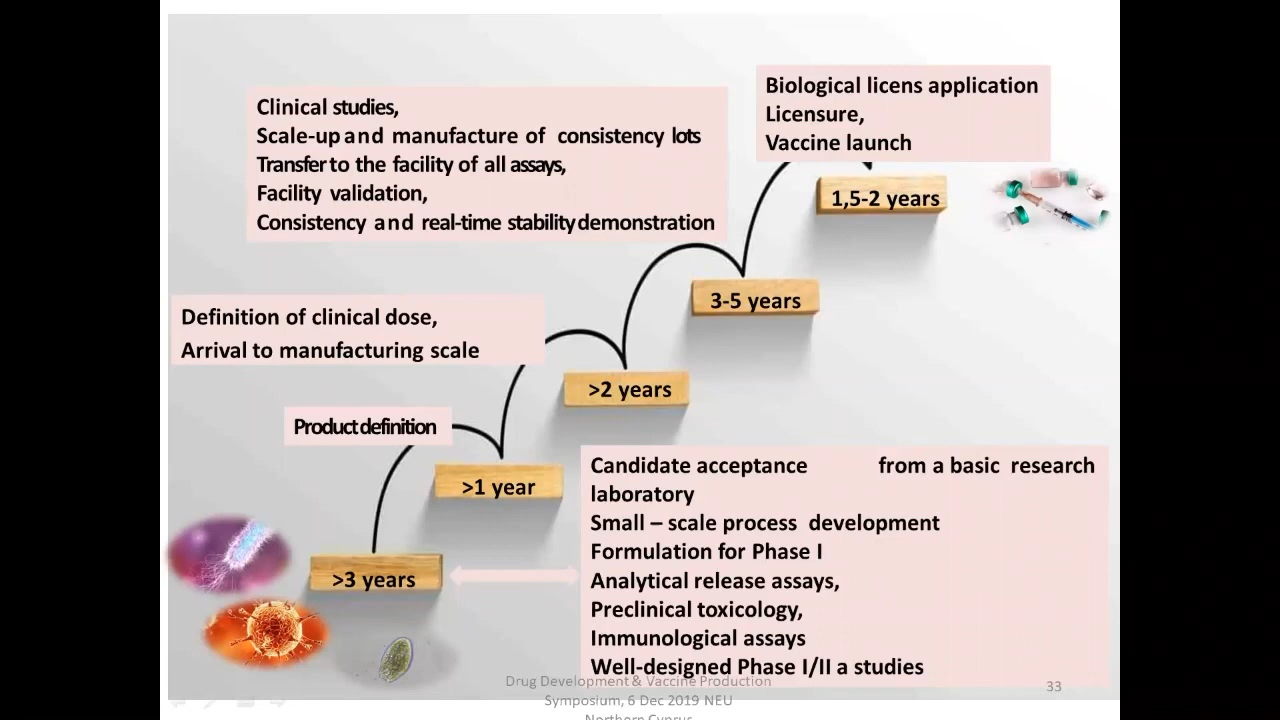 Biological licens application
Licensure,
Vaccine launch
Clinical studies,
Scale-up and manufacture of consistency lots
Transfer to the facility of all assays,
Facility validation,
Consistency and real-time stability demonstration
1,5-2 years
3-5 years
Definition of clinical dose,
Arrival to manufacturing scale
>2 years
Product definition
>1 year
Candidate acceptance from a basic research
laboratory
Small – scale process development
Formulation for Phase I
Analytical release assays,
Preclinical toxicology,
Immunological assays
Well-designed Phase I/II a studies
>3 years
Drug Development & Vaccine Production
Symposium, 6 Dec 2019 NEU
Northern Cyprus
33